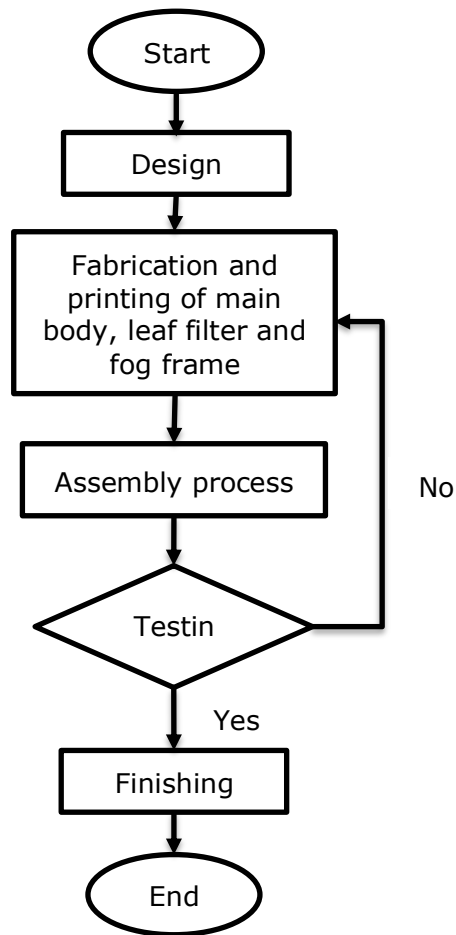 Start
Design
Fabrication and
printing of main
body, leaf filter and
fog frame
Assembly process
No
Testin
Yes
Finishing
End